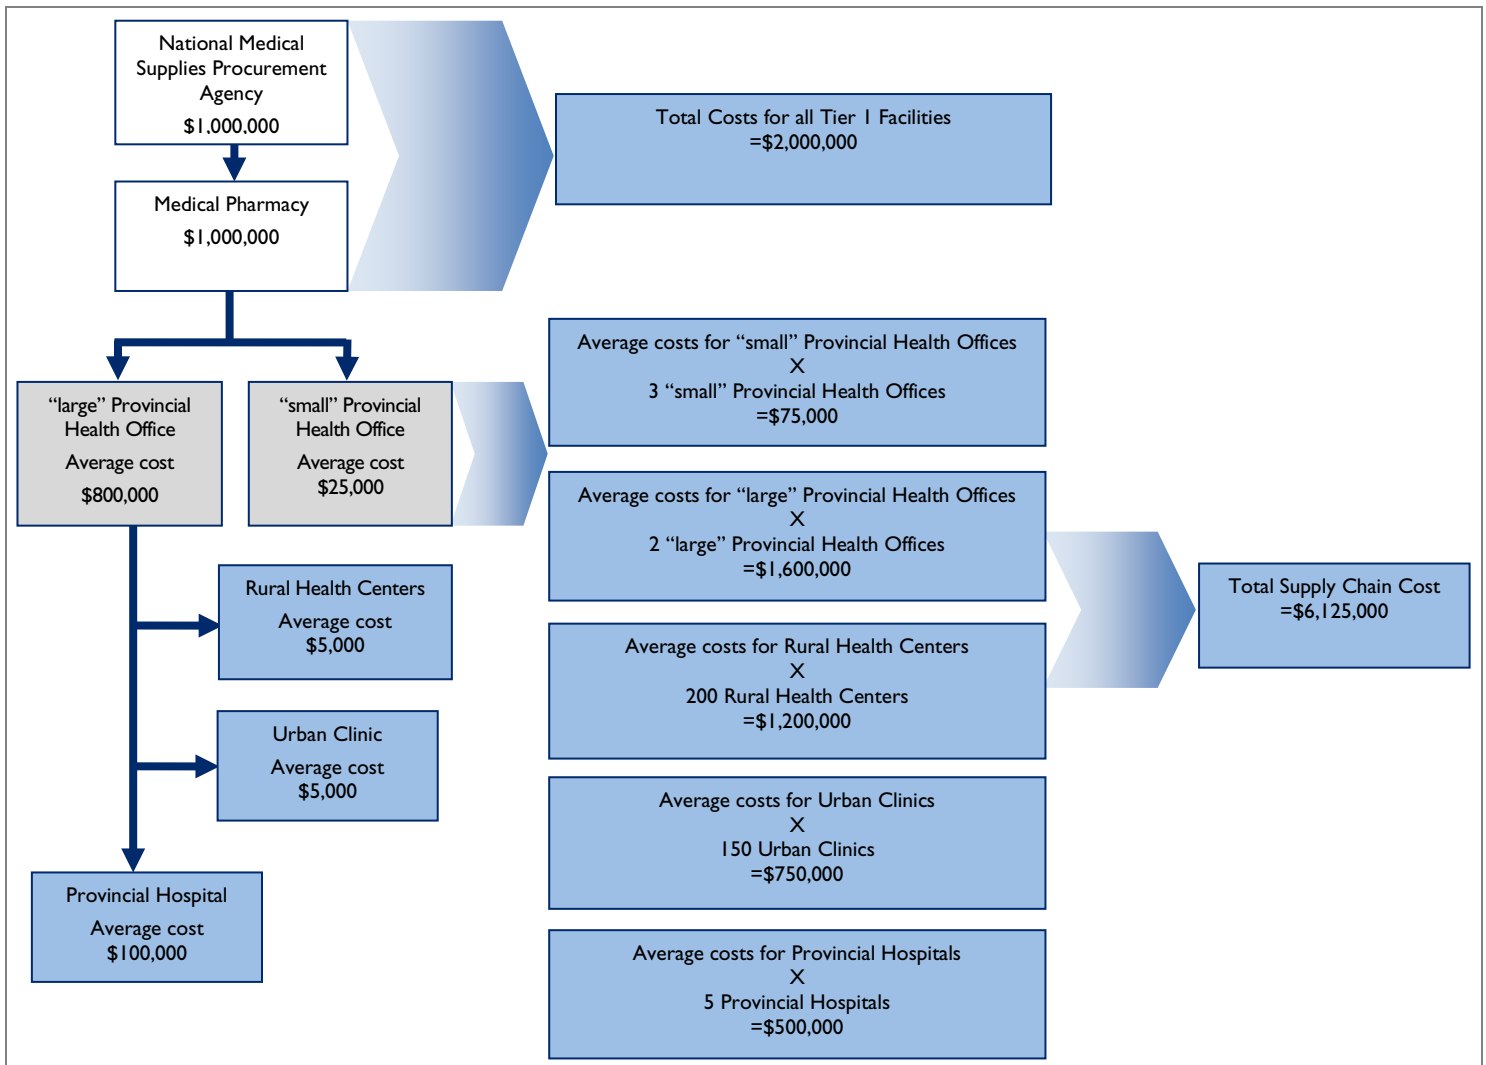 National Medical
Supplies Procurement
Agency
$1,000,000
Total Costs for all Tier 1 Facilities
=$2,000,000
Medical Pharmacy
$1,000,000
"large" Provincial
Health Office
Average cost
$800,000
"small" Provincial
Health Office
Average cost
$25,000
Average costs for "small" Provincial Health Offices
X
3 "small" Provincial Health Offices
=$75,000
Average costs for "large" Provincial Health Offices
X
2 "large" Provincial Health Offices
=$1,600,000
Rural Health Centers
Average cost
$5,000
Average costs for Rural Health Centers
X
200 Rural Health Centers
=$1,200,000
Total Supply Chain Cost
=$6,125,000
Urban Clinic
Average cost
$5,000
Average costs for Urban Clinics
X
150 Urban Clinics
=$750,000
Provincial Hospital
Average cost
$100,000
Average costs for Provincial Hospitals
X
5 Provincial Hospitals
=$500,000